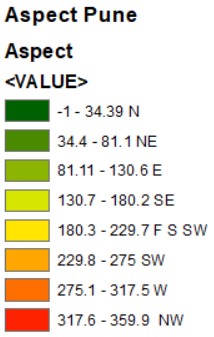 Aspect Pune
Aspect
<VALUE>
-1 - 34.39 N
34.4 - 81.1 NE
81.11 - 130.6 E
130.7 - 180.2 SE
180.3 - 229.7 F S SW
229.8 - 275 SW
275.1 - 317.5 W
317.6 - 359.9 NW